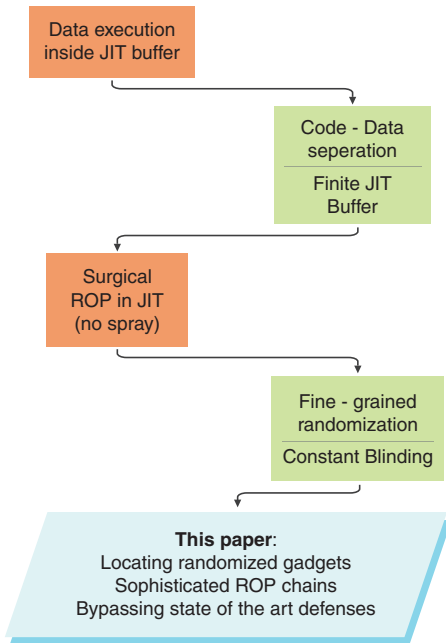 Data execution
inside JIT buffer
Code - Data
seperation
Finite JIT
Buffer
Surgical
ROP in JIT
(no spray)
Fine - grained
randomization
Constant Blinding
This paper:
Locating randomized gadgets
Sophisticated ROP chains
Bypassing state of the art defenses